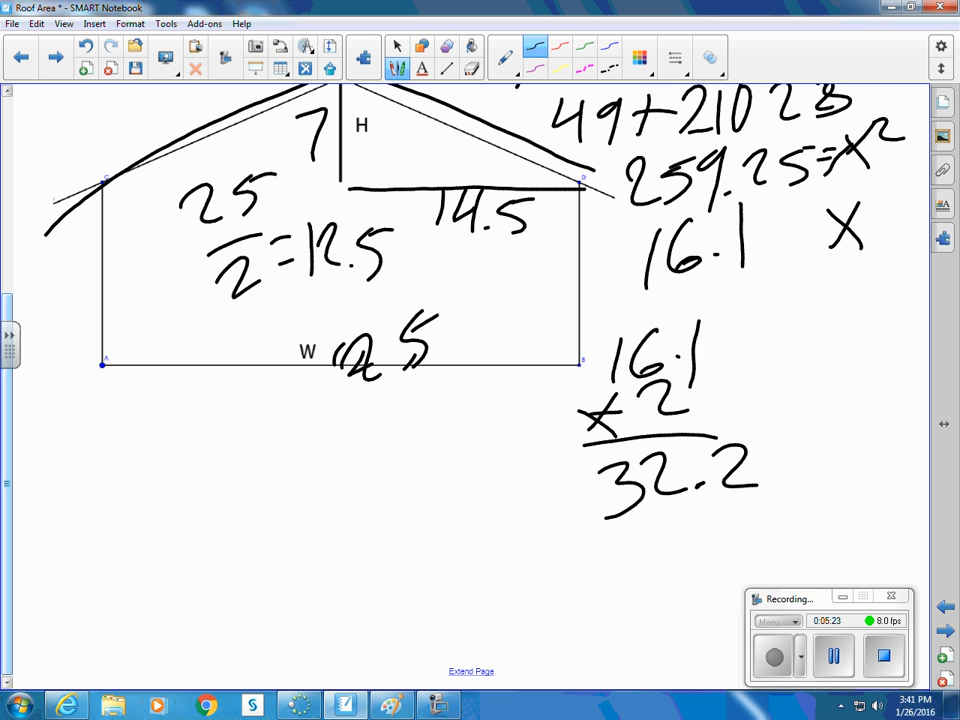 Roof Area * - SMART Notebook
File Edit View Insert Format Tools Add-ons Help
7
H
49+210 25
259.25=x²
25
2
=12.5
14.5
16.1
x
W
25
16.1
x 2
32.2
Recording...
Menu
0:05:23
8.0 fps
Extend Page
3:41 PM
1/26/2016
C
D
A
B